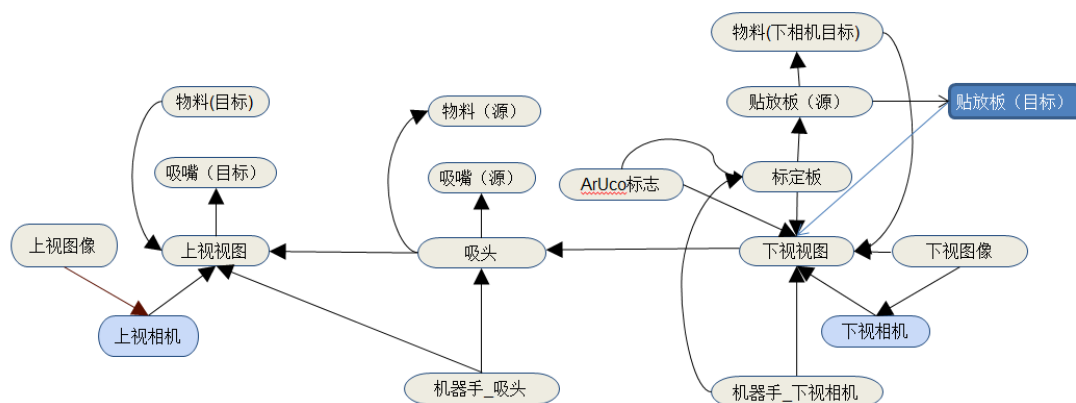 物料(下相机目标)
物料(目标)
物料（源）
贴放板（源）
贴放板（目标）
吸嘴（目标）
吸嘴（源）
ArUco标志
标定板
上视图像
上视视图
吸头
下视视图
下视图像
上视相机
下视相机
机器手_吸头
机器手_下视相机